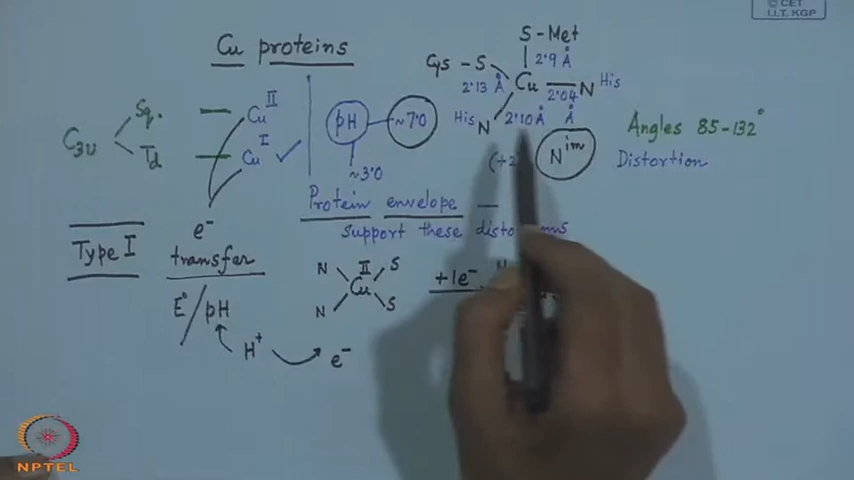 © CET
I.I.T. KGP
Cu proteins
S-Met
2.9 Å
Cys - S
Cu
N His
2.13 Å
2.04 Å
His N
2.10 Å
N im
(+2
Angles 85-132°
Distortion
C3v
Sq.
Td
Cu II
Cu I ✓
pH
~7.0
~3.0
Protein envelope —
support these
Type I
e⁻
transfer
E° / pH
H⁺
e⁻
N
N
Cu II
S
S
+1e⁻
N
NPTEL